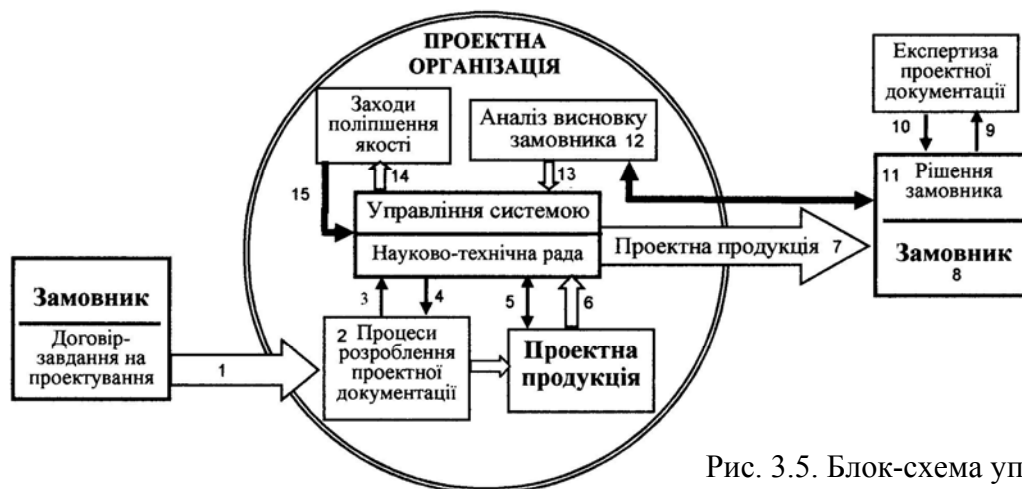 ПРОЕКТНА
ОРГАНІЗАЦІЯ
Заходи
поліпшення
якості
Аналіз висновку
замовника 12
Експертиза
проектної
документації
10
9
15
14
13
11 Рішення
замовника
Замовник
8
Управління системою
Науково-технічна рада
Проектна продукція 7
3
4
5
6
Замовник
Договір-
завдання на
проектування
1
2 Процеси
розроблення
проектної
документації
Проектна
продукція
Рис. 3.5. Блок-схема уп